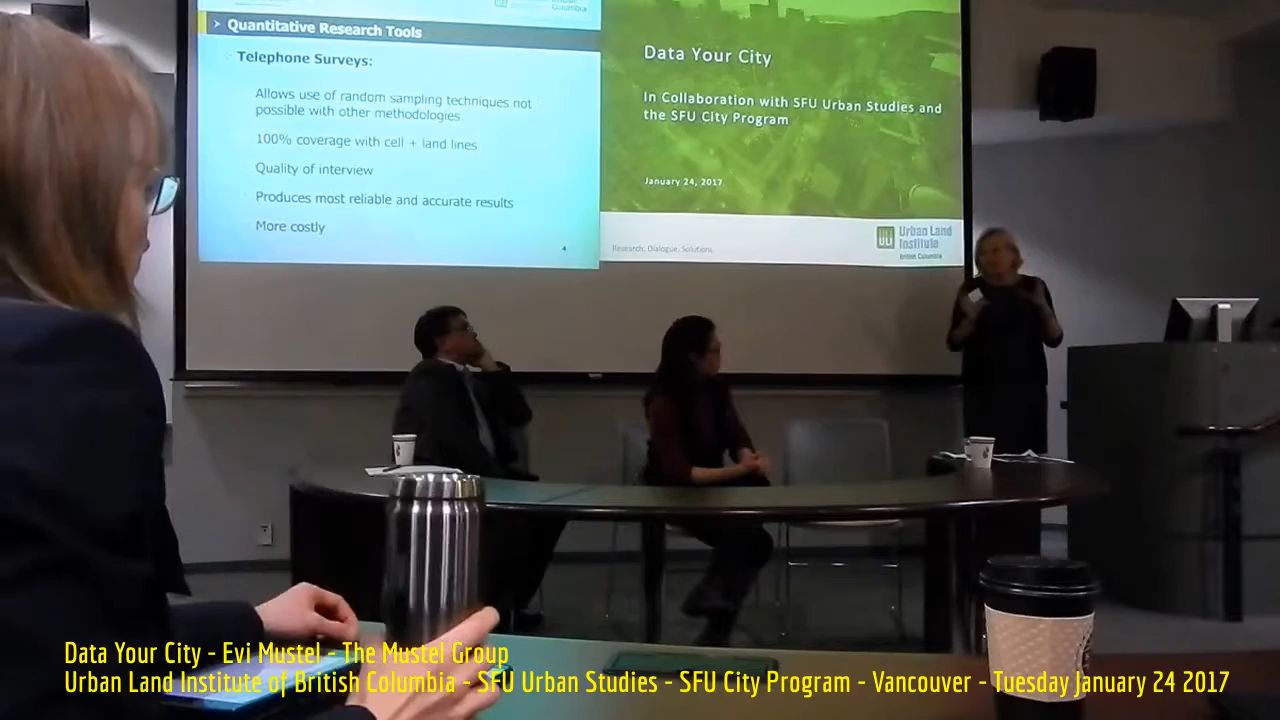 Columbia
> Quantitative Research Tools
Telephone Surveys:
Allows use of random sampling techniques not
possible with other methodologies
100% coverage with cell + land lines
Quality of interview
Produces most reliable and accurate results
More costly
4
Data Your City
In Collaboration with SFU Urban Studies and
the SFU City Program
January 24, 2017
Research. Dialogue. Solutions.
ULI
Urban Land
Institute
British Columbia
Data Your City - Evi Mustel - The Mustel Group
Urban Land Institute of British Columbia - SFU Urban Studies - SFU City Program - Vancouver - Tuesday January 24 2017